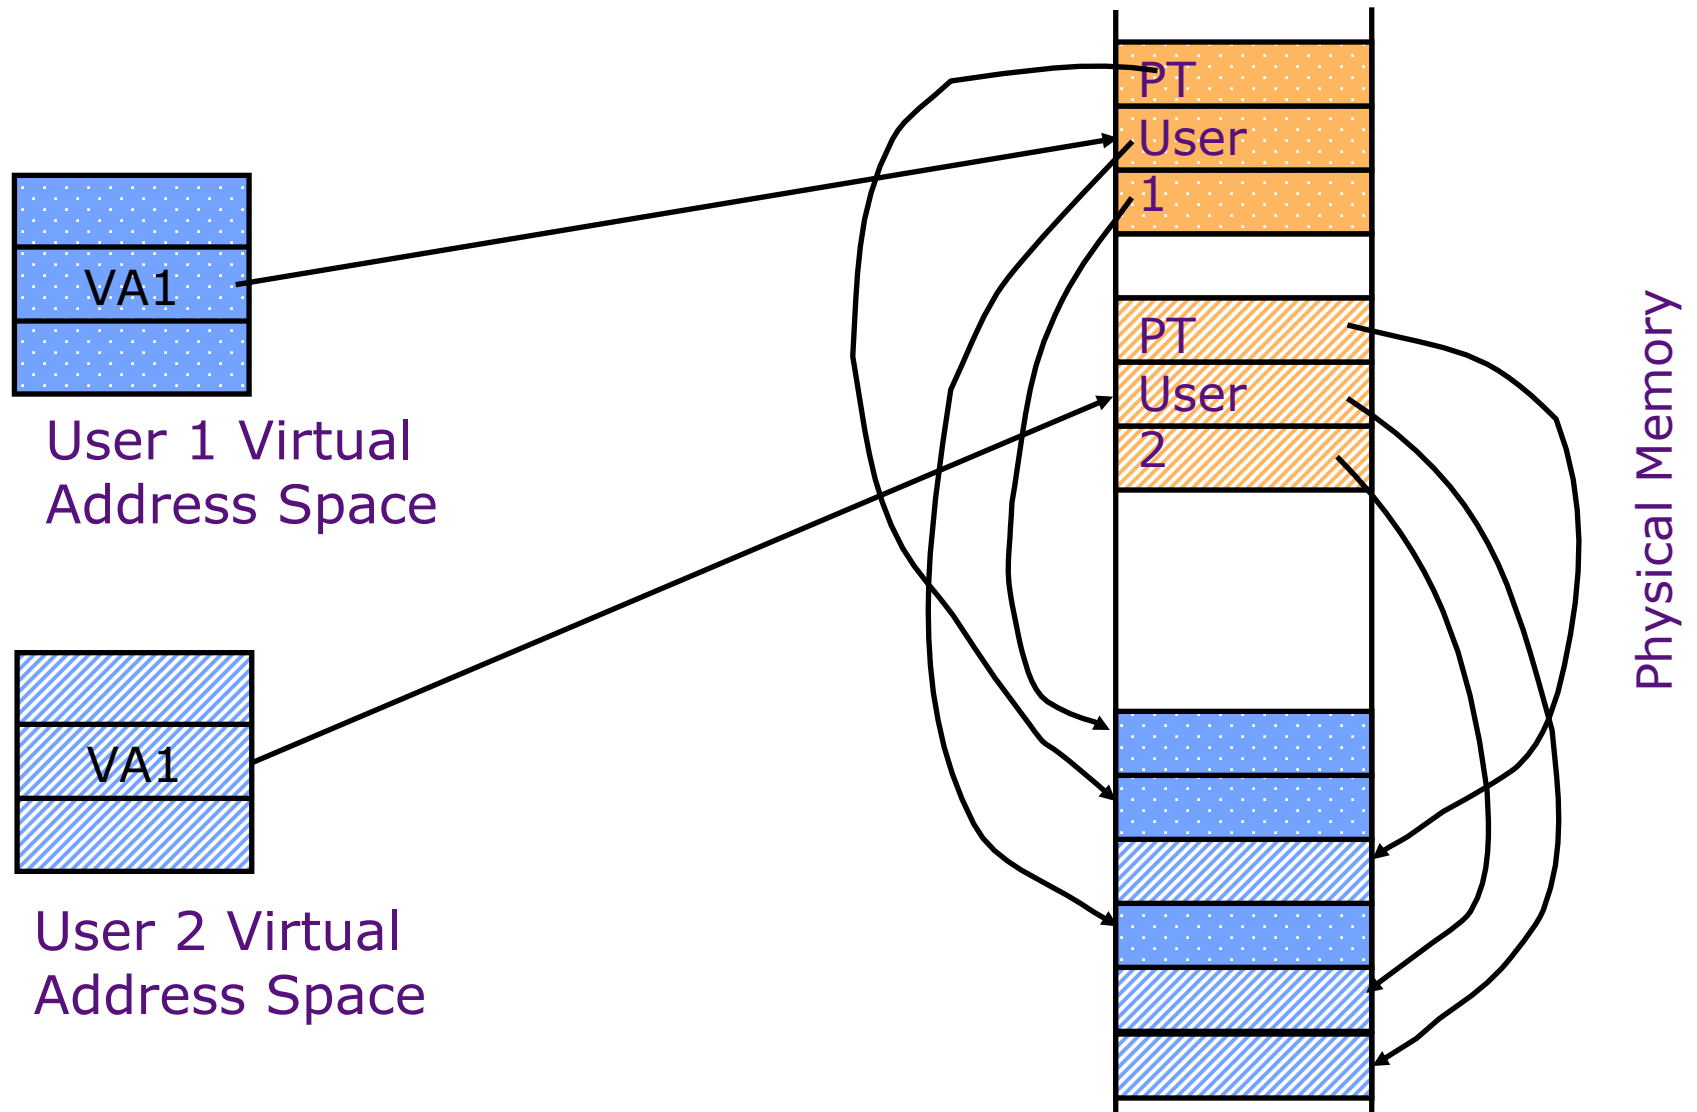 PT
User
1
VA1
User 1 Virtual
Address Space
PT
User
2
Physical Memory
VA1
User 2 Virtual
Address Space